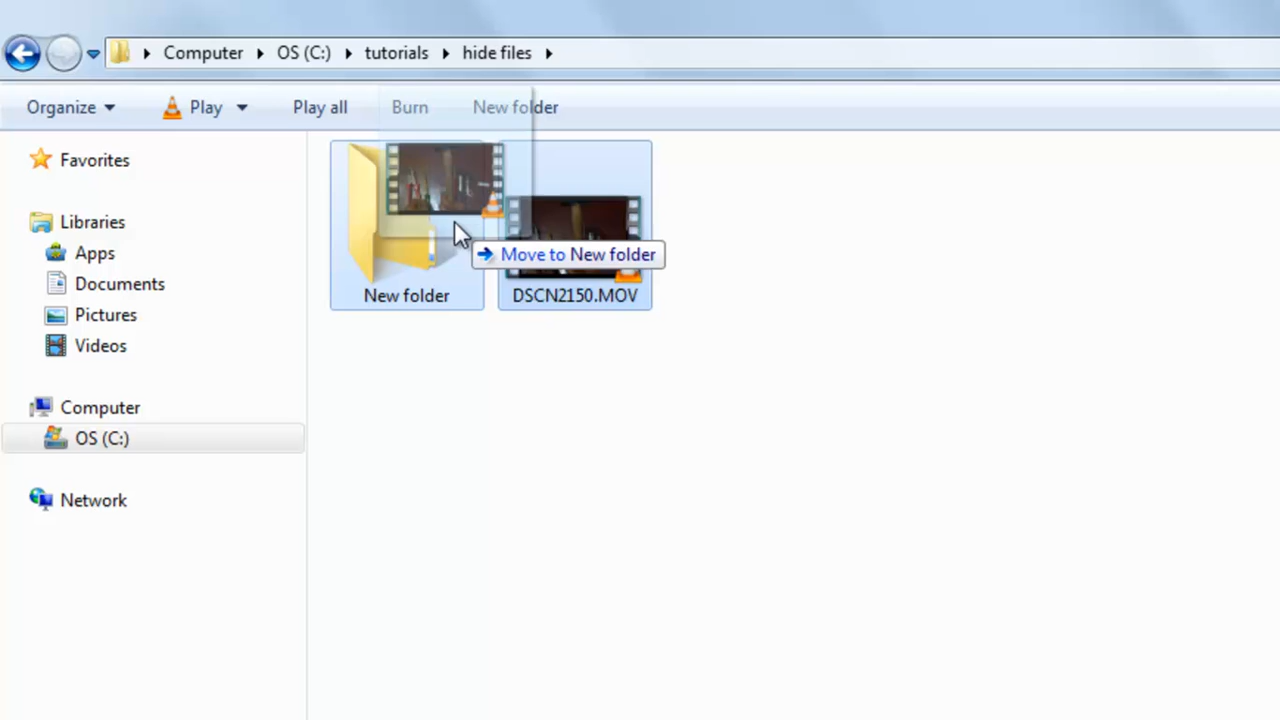 Computer OS (C:) tutorials hide files
Organize Play Play all Burn New folder
Favorites
Libraries
Apps
Documents
Pictures
Videos
Computer
OS (C:)
Network
Move to New folder
New folder
DSCN2150.MOV